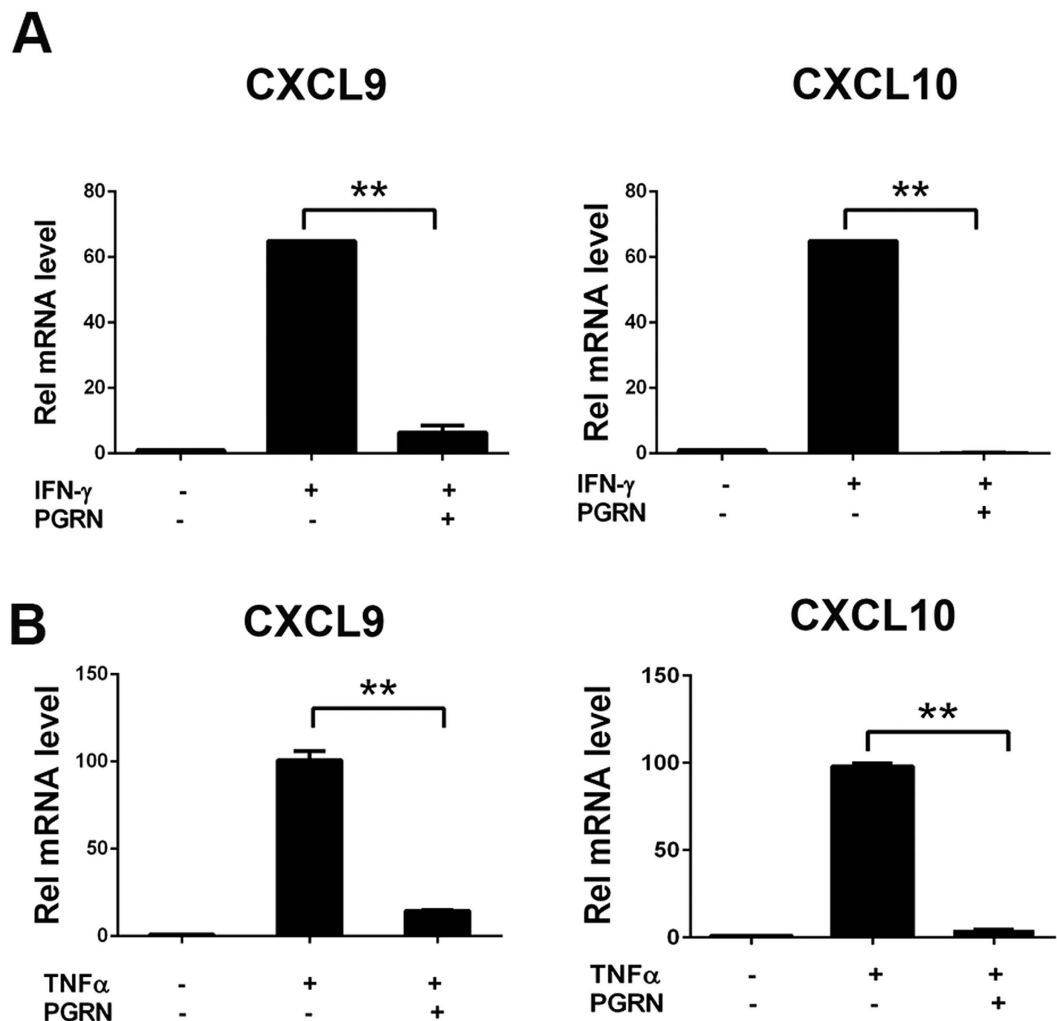 A
CXCL9
CXCL10
Rel mRNA level
80
60
40
20
0
**
IFN-γ - + +
PGRN - - +
Rel mRNA level
80
60
40
20
0
**
IFN-γ - + +
PGRN - - +
B
CXCL9
CXCL10
Rel mRNA level
150
100
50
0
**
TNFα - + +
PGRN - - +
Rel mRNA level
150
100
50
0
**
TNFα - + +
PGRN - - +